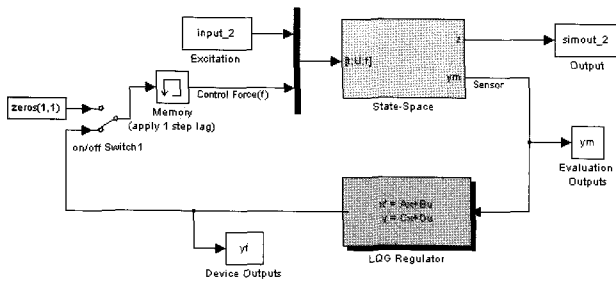 input_2
Excitation
[t;U;f]
z
ym
State-Space
simout_2
Output
Sensor
zeros(1,1)
Memory
(apply 1 step lag)
Control Force(f)
on/off Switch1
ym
Evaluation
Outputs
x' = Ax+Bu
y = Cx+Du
LQG Regulator
yf
Device Outputs